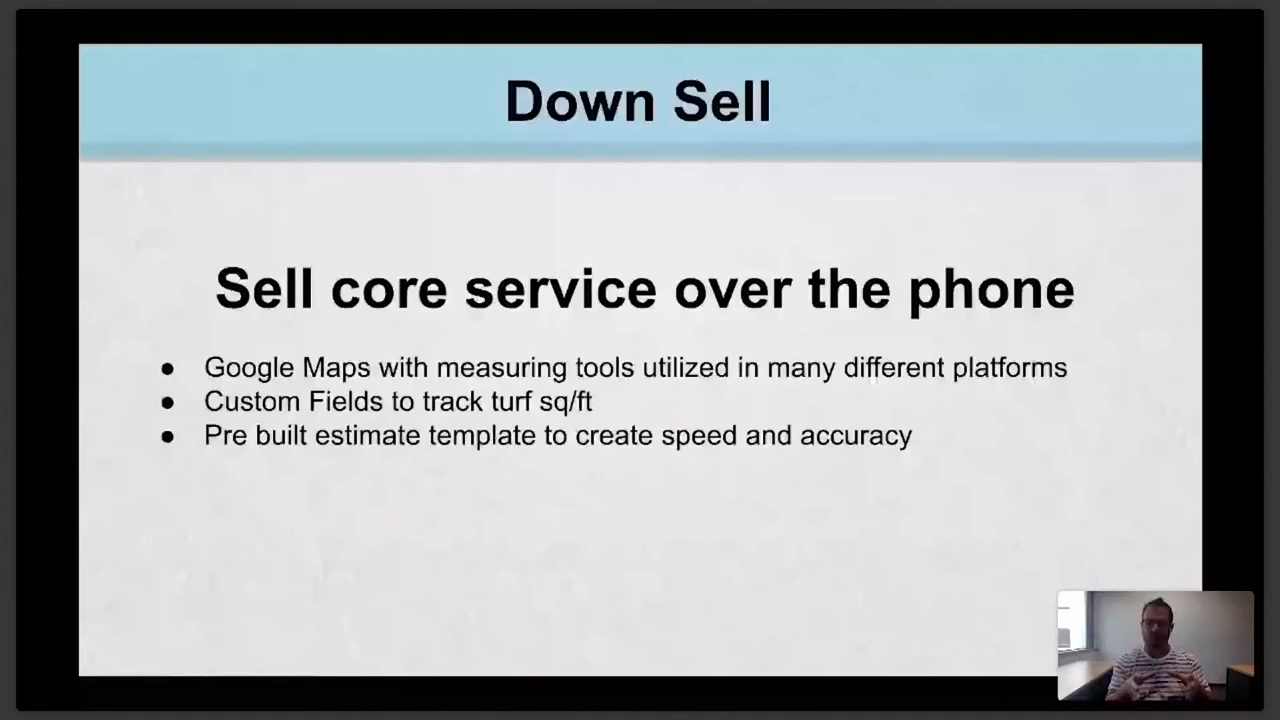 Down Sell
Sell core service over the phone
● Google Maps with measuring tools utilized in many different platforms
● Custom Fields to track turf sq/ft
● Pre built estimate template to create speed and accuracy